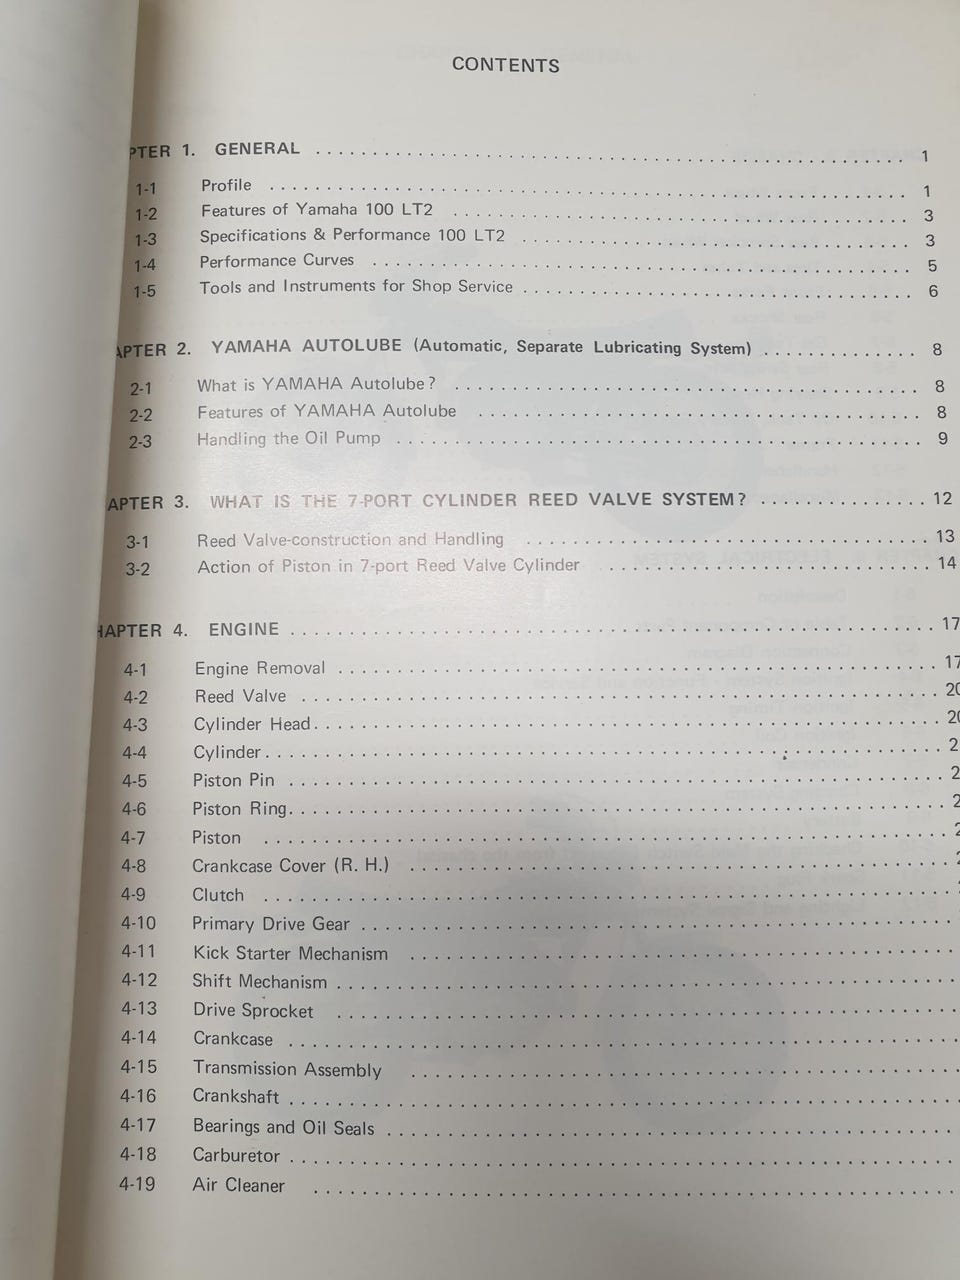 CONTENTS
PTER 1. GENERAL 1
1-1 Profile 1
1-2 Features of Yamaha 100 LT2 3
1-3 Specifications & Performance 100 LT2 3
1-4 Performance Curves 5
1-5 Tools and Instruments for Shop Service 6
APTER 2. YAMAHA AUTOLUBE (Automatic, Separate Lubricating System) 8
2-1 What is YAMAHA Autolube? 8
2-2 Features of YAMAHA Autolube 8
2-3 Handling the Oil Pump 9
APTER 3. WHAT IS THE 7-PORT CYLINDER REED VALVE SYSTEM? 12
3-1 Reed Valve-construction and Handling 13
3-2 Action of Piston in 7-port Reed Valve Cylinder 14
HAPTER 4. ENGINE 17
4-1 Engine Removal 17
4-2 Reed Valve 20
4-3 Cylinder Head 20
4-4 Cylinder 2
4-5 Piston Pin 2
4-6 Piston Ring 2
4-7 Piston 2
4-8 Crankcase Cover (R. H.)
4-9 Clutch
4-10 Primary Drive Gear
4-11 Kick Starter Mechanism
4-12 Shift Mechanism
4-13 Drive Sprocket
4-14 Crankcase
4-15 Transmission Assembly
4-16 Crankshaft
4-17 Bearings and Oil Seals
4-18 Carburetor
4-19 Air Cleaner